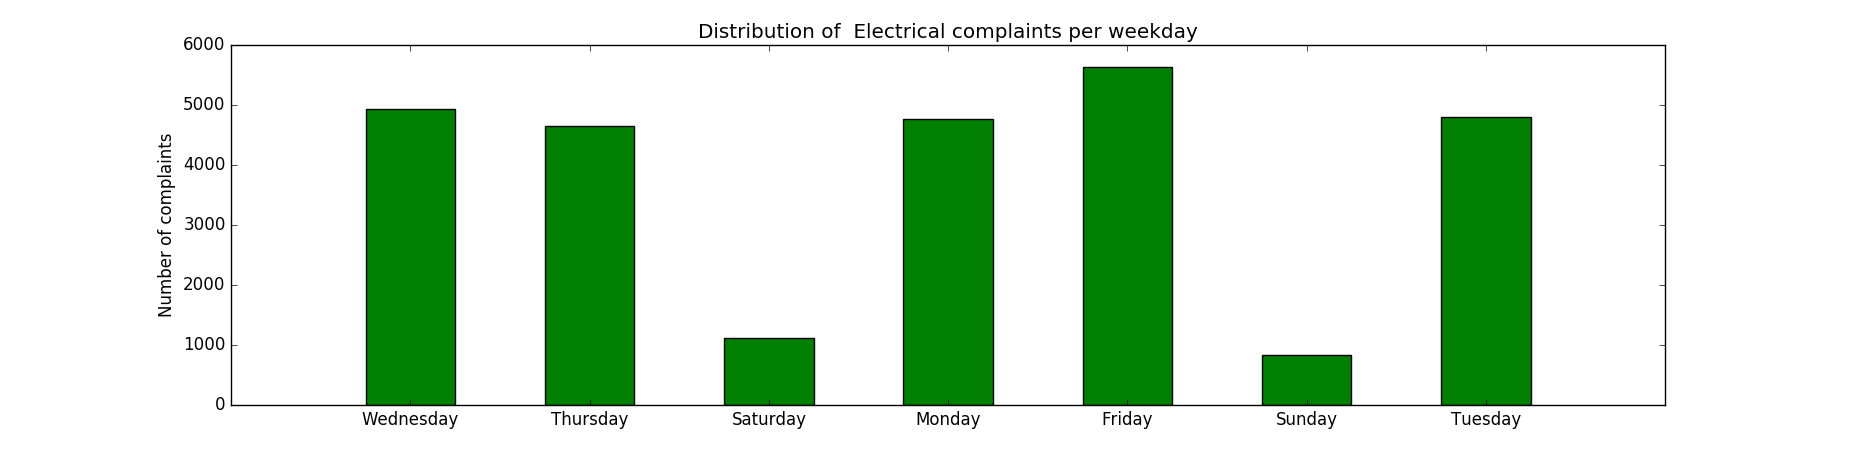 Distribution of  Electrical complaints per weekday
Number of complaints
6000
5000
4000
3000
2000
1000
0
Wednesday Thursday Saturday Monday Friday Sunday Tuesday